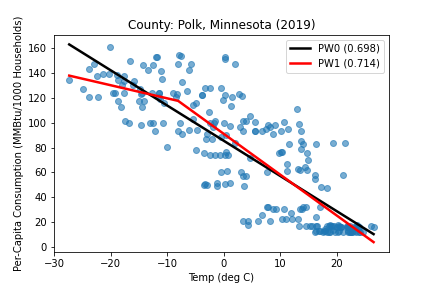 County: Polk, Minnesota (2019)
PW0 (0.698)
PW1 (0.714)
Per-Capita Consumption (MMBtu/1000 Households)
160
140
120
100
80
60
40
20
0
−30 −20 −10 0 10 20
Temp (deg C)